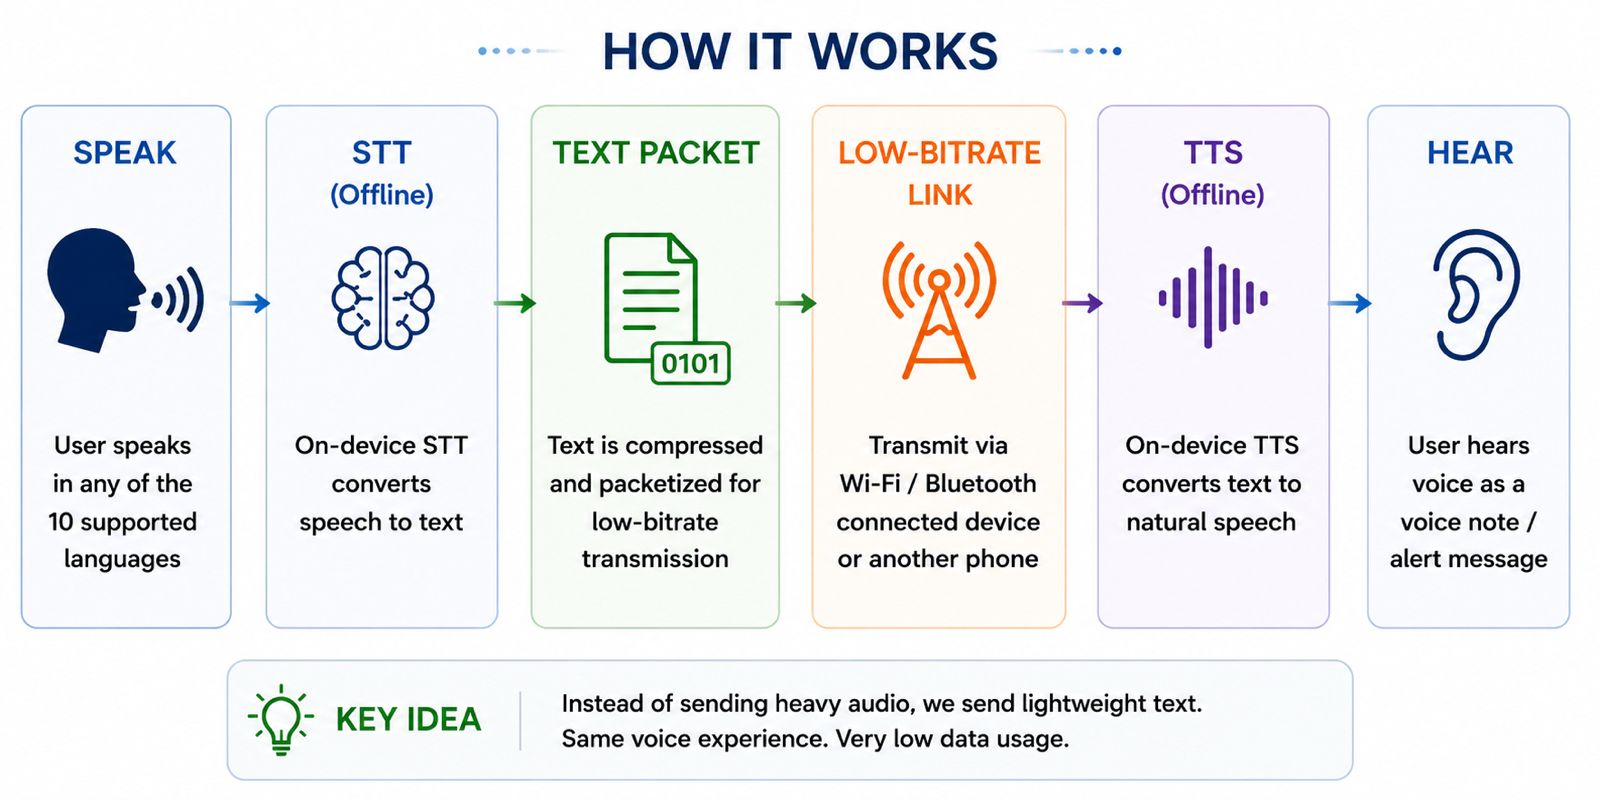 HOW IT WORKS
SPEAK
User speaks
in any of the
10 supported
languages
STT
(Offline)
On-device STT
converts
speech to text
TEXT PACKET
0101
Text is compressed
and packetized for
low-bitrate
transmission
LOW-BITRATE
LINK
Transmit via
Wi-Fi / Bluetooth
connected device
or another phone
TTS
(Offline)
On-device TTS
converts text to
natural speech
HEAR
User hears
voice as a
voice note /
alert message
KEY IDEA
Instead of sending heavy audio, we send lightweight text.
Same voice experience. Very low data usage.